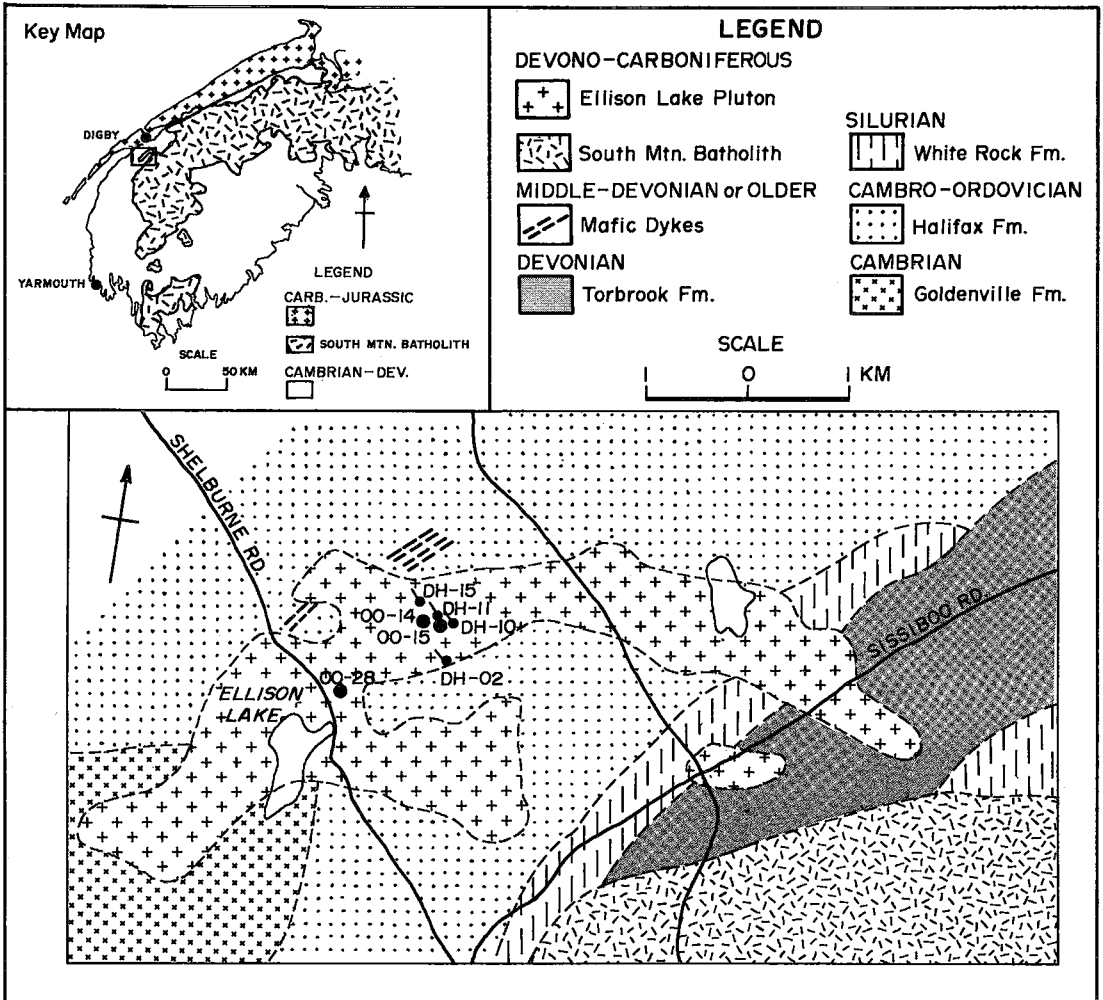 Key Map
DIGBY
YARMOUTH
LEGEND
CARB.-JURASSIC
SOUTH MTN. BATHOLITH
CAMBRIAN-DEV.
SCALE
0 50 KM
LEGEND
DEVONO-CARBONIFEROUS
Ellison Lake Pluton
South Mtn. Batholith
MIDDLE-DEVONIAN or OLDER
Mafic Dykes
DEVONIAN
Torbrook Fm.
SILURIAN
White Rock Fm.
CAMBRO-ORDOVICIAN
Halifax Fm.
CAMBRIAN
Goldenville Fm.
SCALE
1 0 1 KM
SHELBURNE RD.
DH-15
OO-14
DH-11
OO-15
DH-10
DH-02
OO-28
ELLISON
LAKE
SISSIBOO RD.